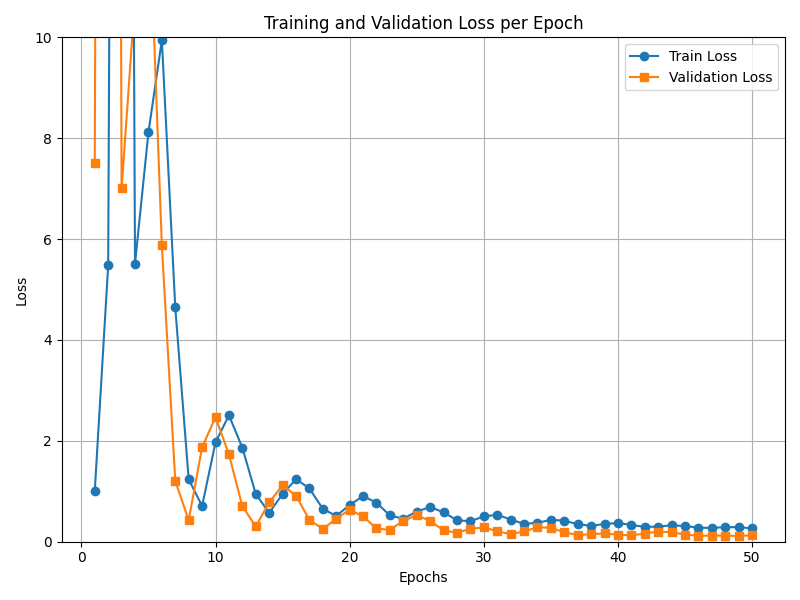 Training and Validation Loss per Epoch
Train Loss
Validation Loss
Loss
10
8
6
4
2
0
0 10 20 30 40 50
Epochs